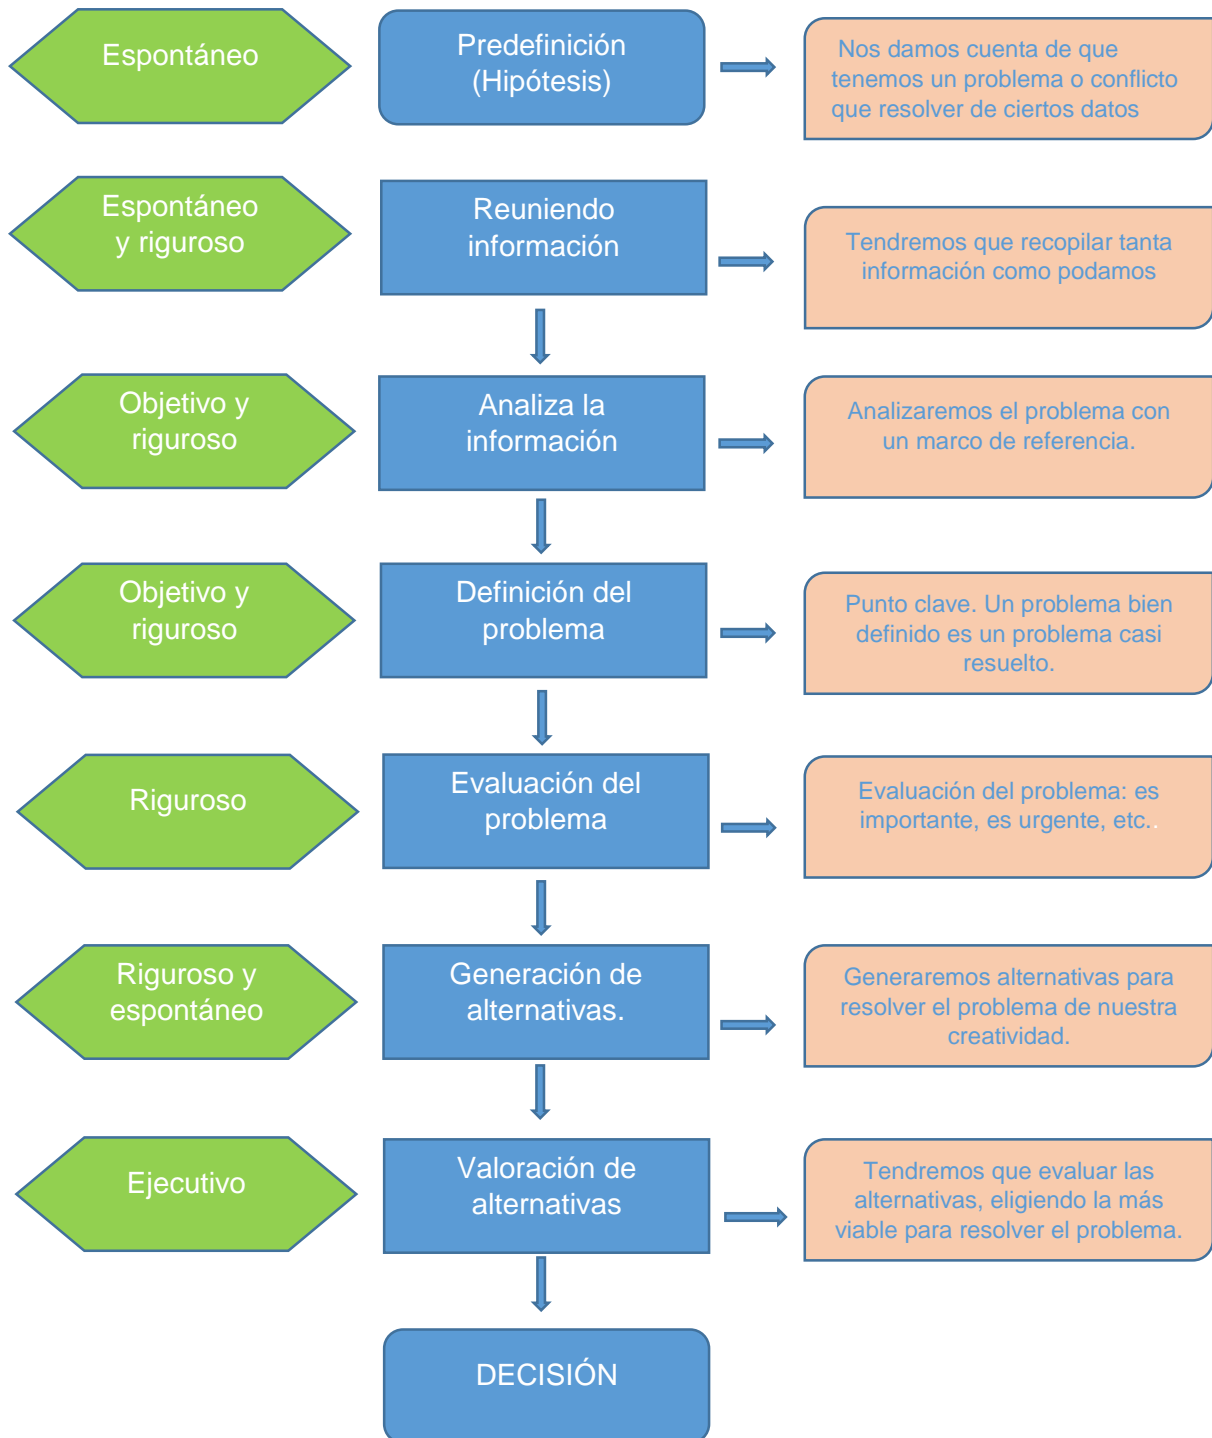 Espontáneo
Predefinición
(Hipótesis)
Nos damos cuenta de que
tenemos un problema o conflicto
que resolver de ciertos datos
Espontáneo
y riguroso
Reuniendo
información
Tendremos que recopilar tanta
información como podamos
Objetivo y
riguroso
Analiza la
información
Analizaremos el problema con
un marco de referencia.
Objetivo y
riguroso
Definición del
problema
Punto clave. Un problema bien
definido es un problema casi
resuelto.
Riguroso
Evaluación del
problema
Evaluación del problema: es
importante, es urgente, etc..
Riguroso y
espontáneo
Generación de
alternativas.
Generaremos alternativas para
resolver el problema de nuestra
creatividad.
Ejecutivo
Valoración de
alternativas
Tendremos que evaluar las
alternativas, eligiendo la más
viable para resolver el problema.
DECISIÓN